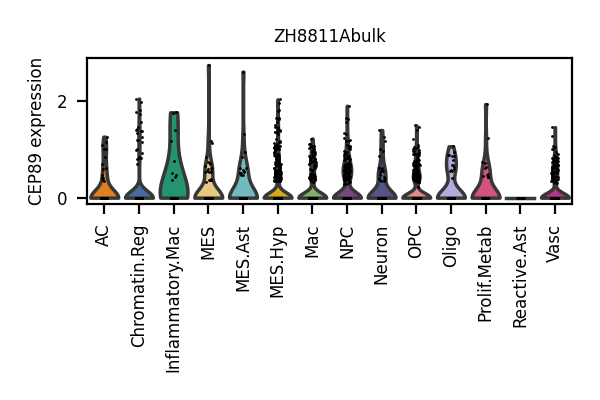 ZH8811Abulk
CEP89 expression
2
0
AC
Chromatin.Reg
Inflammatory.Mac
MES
MES.Ast
MES.Hyp
Mac
NPC
Neuron
OPC
Oligo
Prolif.Metab
Reactive.Ast
Vasc